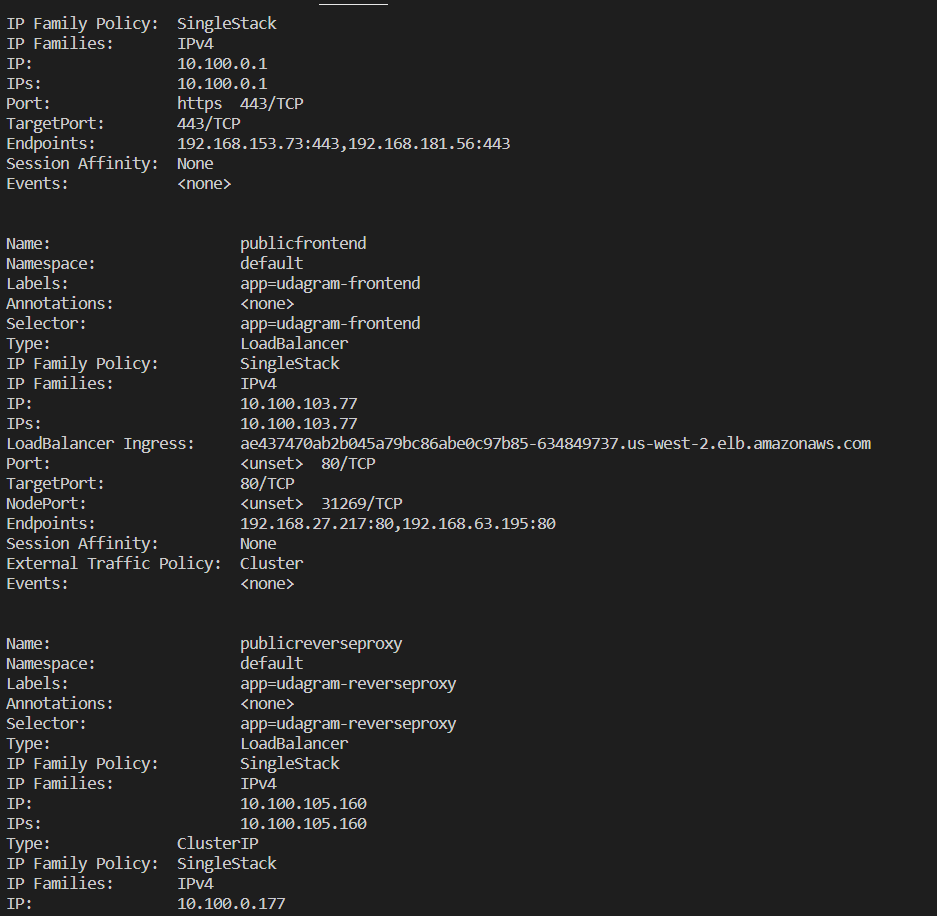 IP Family Policy:  SingleStack
IP Families:       IPv4
IP:                10.100.0.1
IPs:               10.100.0.1
Port:              https  443/TCP
TargetPort:        443/TCP
Endpoints:         192.168.153.73:443,192.168.181.56:443
Session Affinity:  None
Events:            <none>
Name:                     publicfrontend
Namespace:                default
Labels:                   app=udagram-frontend
Annotations:              <none>
Selector:                 app=udagram-frontend
Type:                     LoadBalancer
IP Family Policy:         SingleStack
IP Families:              IPv4
IP:                       10.100.103.77
IPs:                      10.100.103.77
LoadBalancer Ingress:     ae437470ab2b045a79bc86abe0c97b85-634849737.us-west-2.elb.amazonaws.com
Port:                     <unset>  80/TCP
TargetPort:               80/TCP
NodePort:                 <unset>  31269/TCP
Endpoints:                192.168.27.217:80,192.168.63.195:80
Session Affinity:         None
External Traffic Policy:  Cluster
Events:                   <none>
Name:                     publicreverseproxy
Namespace:                default
Labels:                   app=udagram-reverseproxy
Annotations:              <none>
Selector:                 app=udagram-reverseproxy
Type:                     LoadBalancer
IP Family Policy:         SingleStack
IP Families:              IPv4
IP:                       10.100.105.160
IPs:                      10.100.105.160
Type:              ClusterIP
IP Family Policy:  SingleStack
IP Families:       IPv4
IP:                10.100.0.177